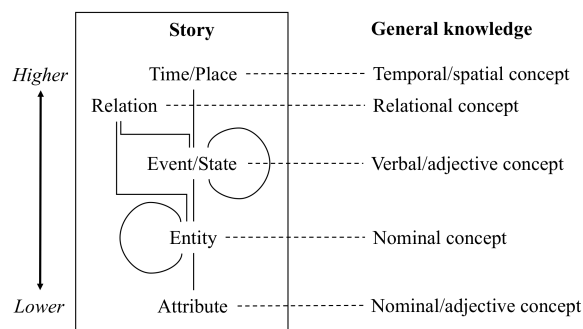 Story General knowledge
Higher Time/Place Temporal/spatial concept
Relation Relational concept
Event/State Verbal/adjective concept
Entity Nominal concept
Lower Attribute Nominal/adjective concept